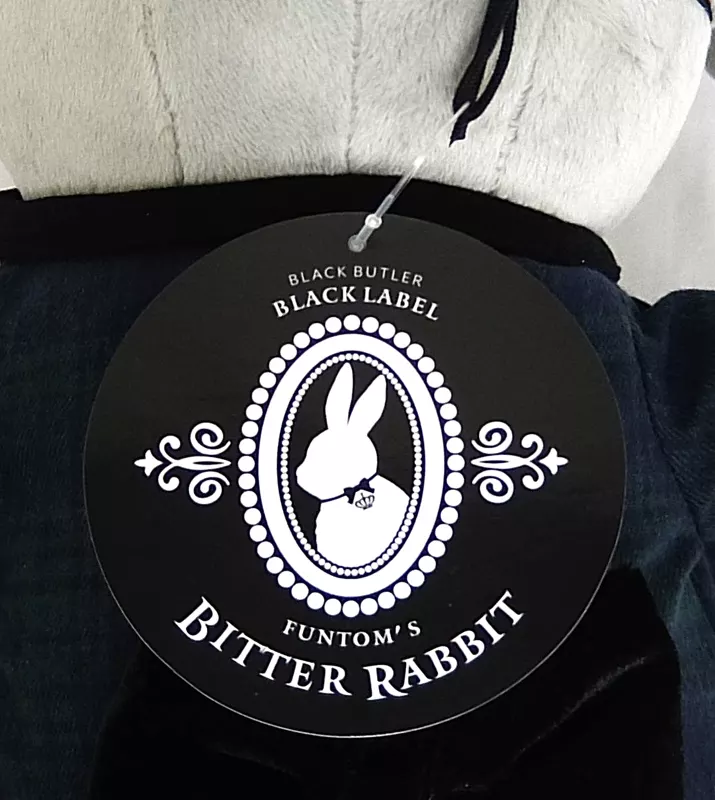 BLACK BUTLER
BLACK LABEL
FUNTOM'S
BITTER RABBIT